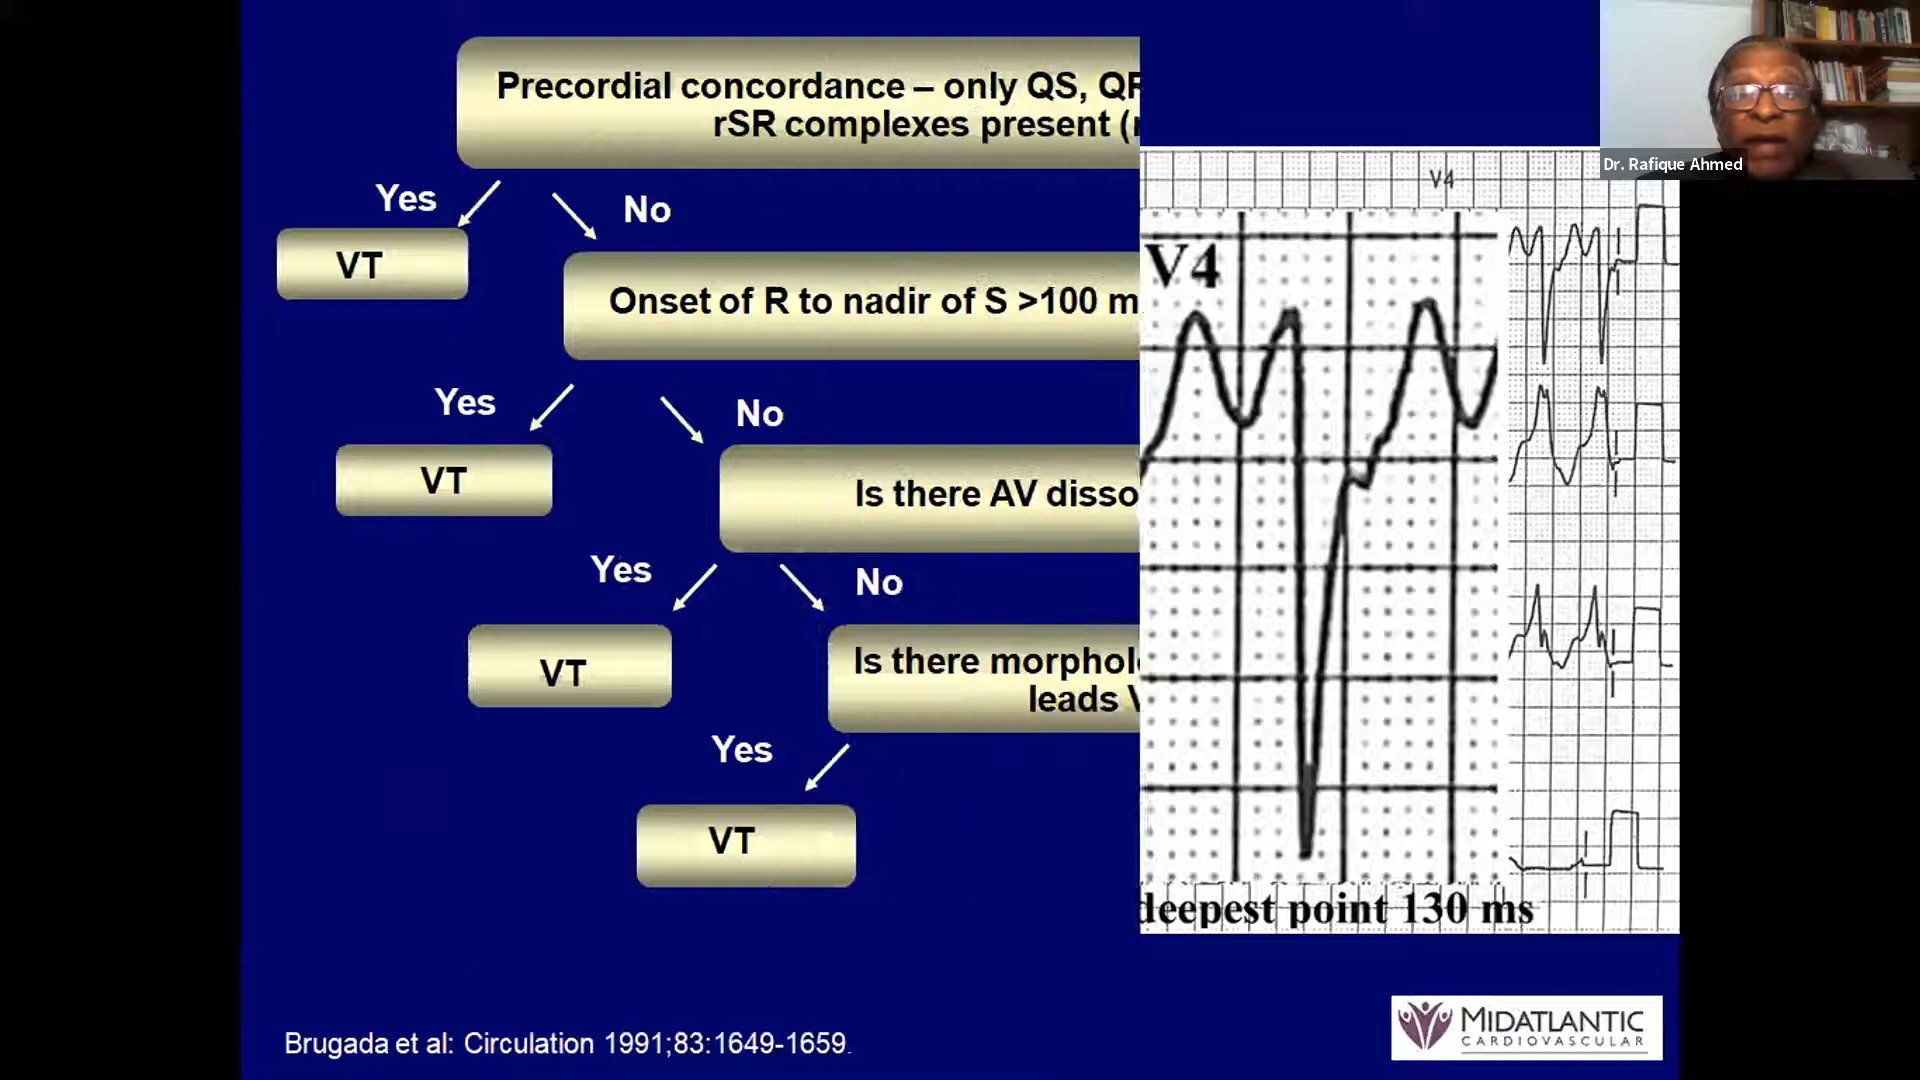 Precordial concordance – only QS, QR
rSR complexes present (
Dr. Rafique Ahmed
V4
Yes
No
VT
V4
Onset of R to nadir of S >100 m
Yes
No
VT
Is there AV disso
Yes
No
VT
Is there morphol
leads V
Yes
VT
deepest point 130 ms
MIDATLANTIC
CARDIOVASCULAR
Brugada et al: Circulation 1991;83:1649-1659.